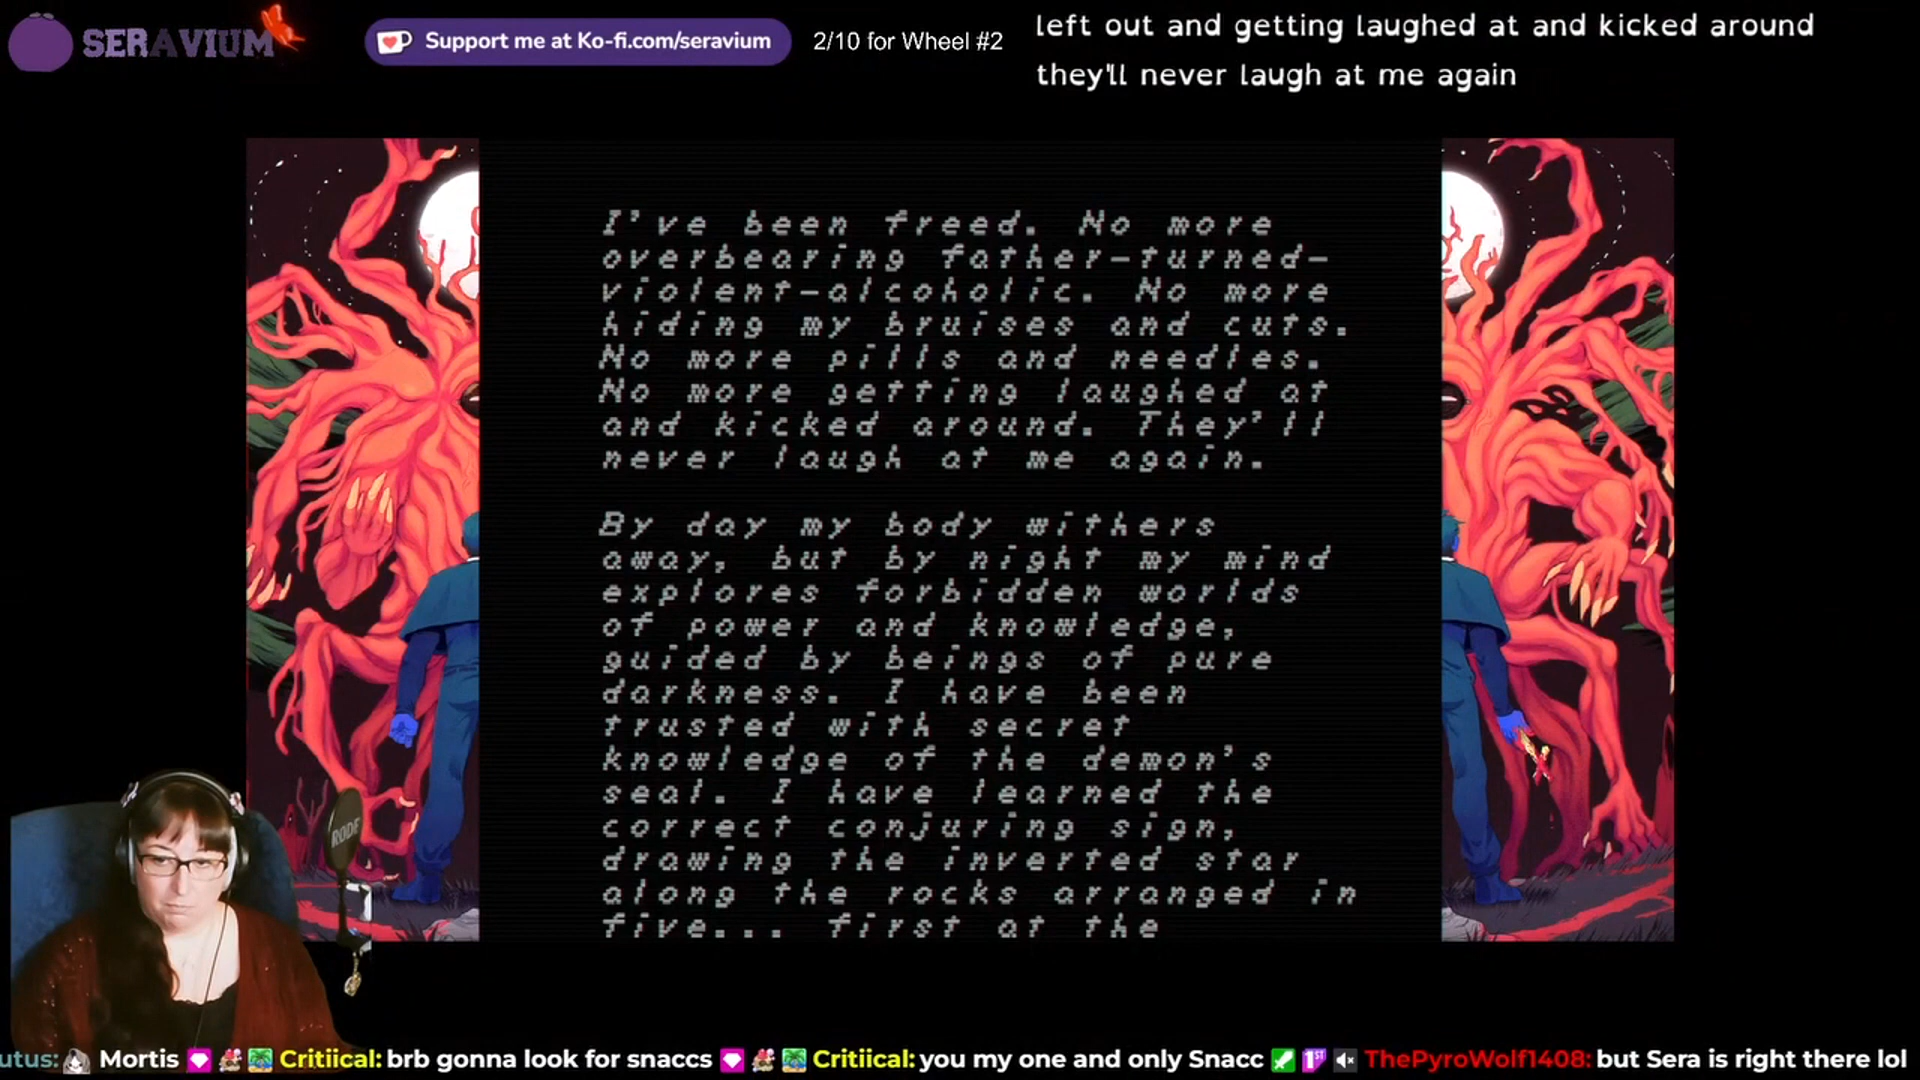 SERAVIUM
Support me at Ko-fi.com/seravium
2/10 for Wheel #2
left out and getting laughed at and kicked around
they'll never laugh at me again
I've been freed. No more
overbearing father-turned-
violent-alcoholic. No more
hiding my bruises and cuts.
No more pills and needles.
No more getting laughed at
and kicked around. They'll
never laugh at me again.
By day my body withers
away, but by night my mind
explores forbidden worlds
of power and knowledge,
guided by beings of pure
darkness. I have been
trusted with secret
knowledge of the demon's
seal. I have learned the
correct conjuring sign,
drawing the inverted star
along the rocks arranged in
five... first at the
RODE
utus: Mortis Critiical: brb gonna look for snaccs Critiical: you my one and only Snacc 1st ThePyroWolf1408: but Sera is right there lol